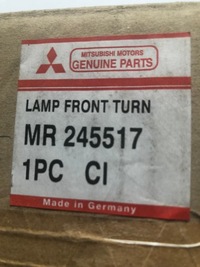 MITSUBISHI MOTORS
GENUINE PARTS
LAMP FRONT TURN
MR 245517
1PC CI
Made in Germany